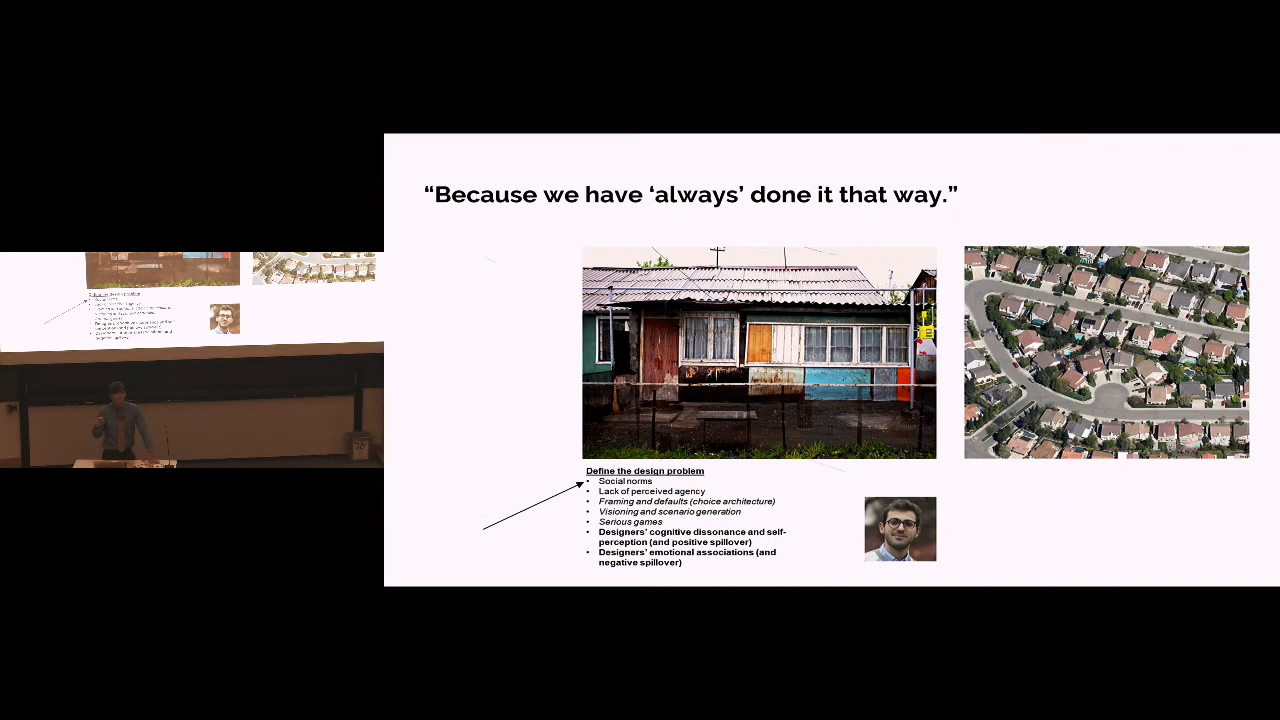 “Because we have ‘always’ done it that way.”
Define the design problem
• Social norms
• Lack of perceived agency
• Framing and defaults (choice architecture)
• Visioning and scenario generation
• Serious games
• Designers' cognitive dissonance and self-
perception (and positive spillover)
• Designers' emotional associations (and
negative spillover)